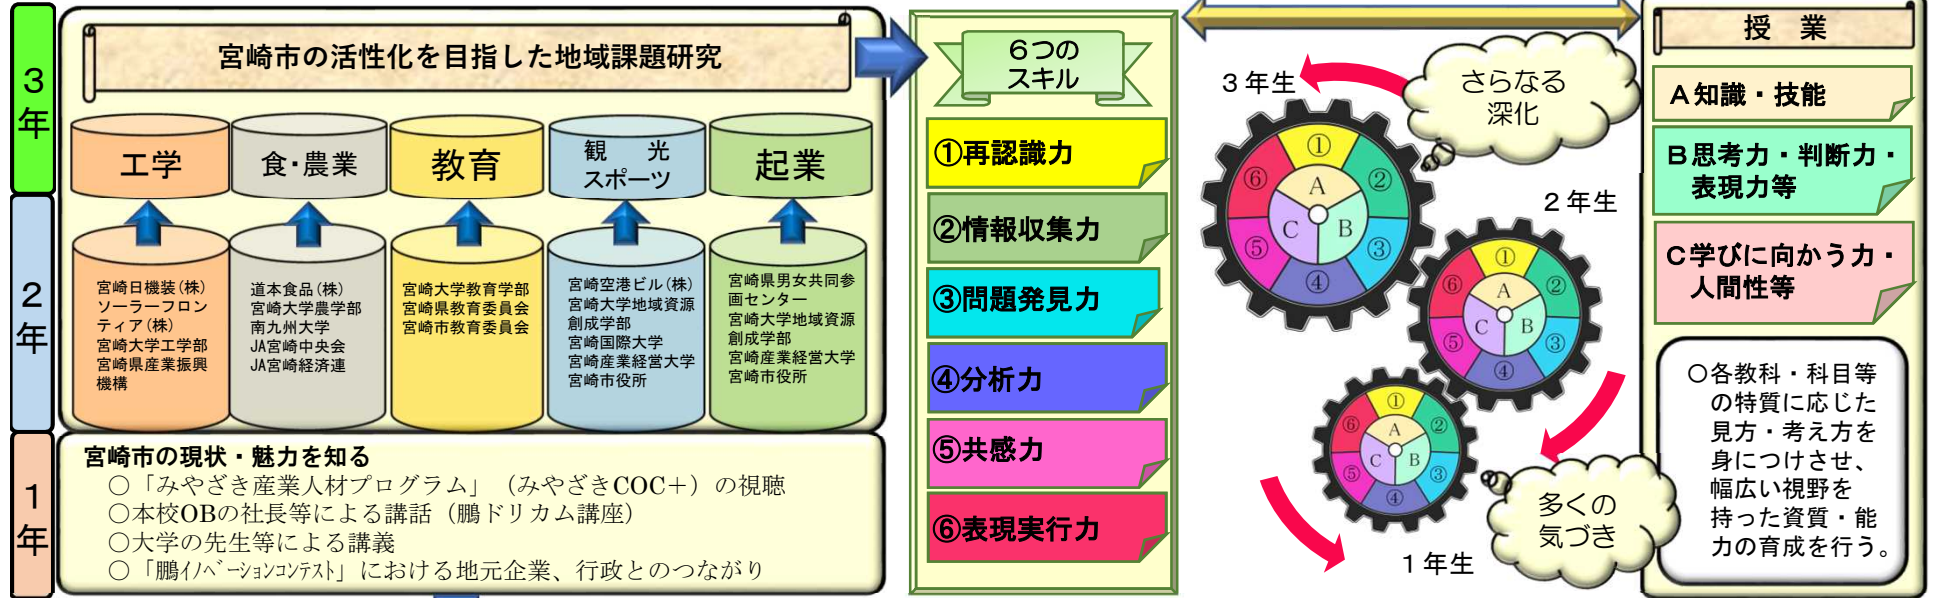 3
年
2
年
1
年
宮崎市の活性化を目指した地域課題研究
工学
食・農業
教育
観　光
スポーツ
起業
宮崎日機装(株)
ソーラーフロン
ティア(株)
宮崎大学工学部
宮崎県産業振興
機構
道本食品(株)
宮崎大学農学部
南九州大学
JA宮崎中央会
JA宮崎経済連
宮崎大学教育学部
宮崎県教育委員会
宮崎市教育委員会
宮崎空港ビル(株)
宮崎大学地域資源
創成学部
宮崎国際大学
宮崎産業経営大学
宮崎市役所
宮崎県男女共同参
画センター
宮崎大学地域資源
創成学部
宮崎産業経営大学
宮崎市役所
宮崎市の現状・魅力を知る
○「みやざき産業人材プログラム」（みやざきCOC＋）の視聴
○本校OBの社長等による講話（鵬ドリカム講座）
○大学の先生等による講義
○「鵬ｲﾉﾍﾞｰｼｮﾝｺﾝﾃｽﾄ」における地元企業、行政とのつながり
６つの
スキル
①再認識力
②情報収集力
③問題発見力
④分析力
⑤共感力
⑥表現実行力
３年生
さらなる
深化
①
②
③
④
⑤
⑥
A
B
C
２年生
①
②
③
④
⑤
⑥
A
B
C
①
②
③
④
⑤
⑥
A
B
C
１年生
多くの
気づき
授　業
Ａ知識・技能
Ｂ思考力・判断力・
表現力等
Ｃ学びに向かう力・
人間性等
○各教科・科目等
の特質に応じた
見方・考え方を
身につけさせ、
幅広い視野を
持った資質・能
力の育成を行う。